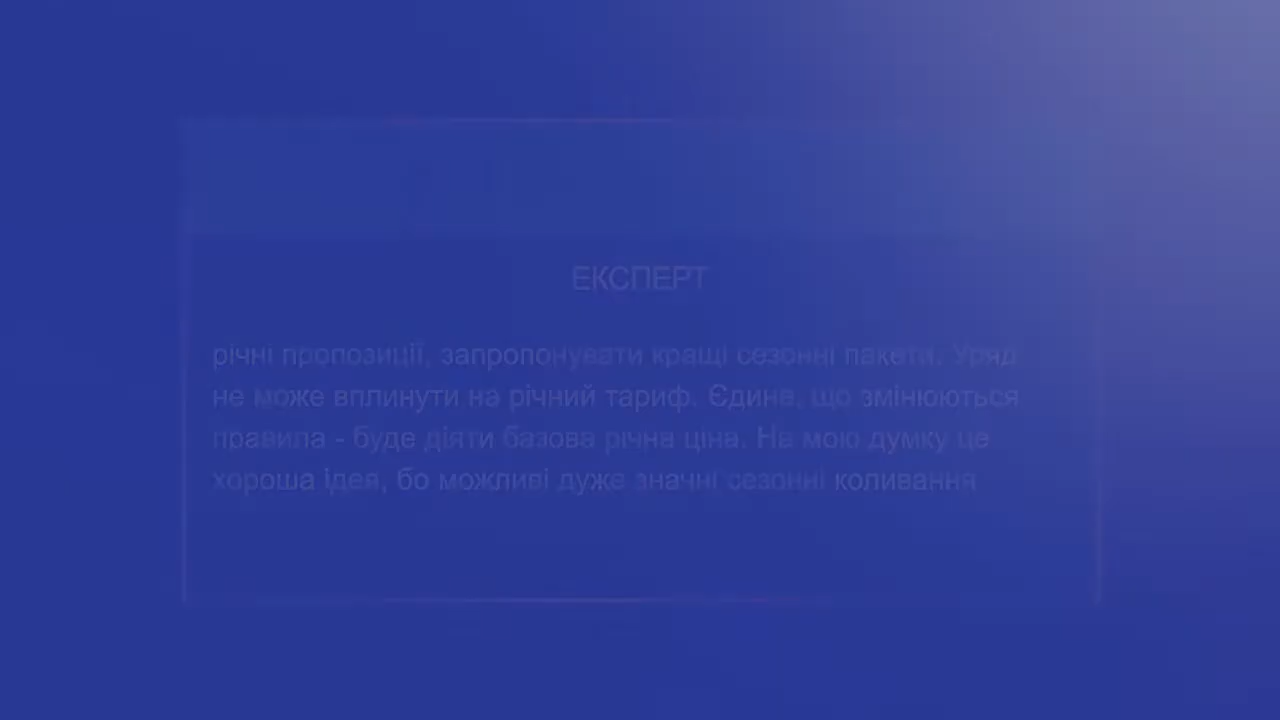 ЕКСПЕРТ
річні пропозиції, запропонувати кращі сезонні пакети. Уряд
не може вплинути на річний тариф. Єдине, що змінюються
правила - буде діяти базова річна ціна. На мою думку це
хороша ідея, бо можливі дуже значні сезонні коливання